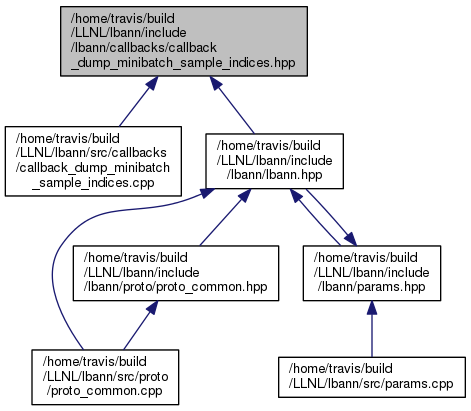 /home/travis/build
/LLNL/lbann/include
/lbann/callbacks/callback
_dump_minibatch_sample_indices.hpp
/home/travis/build
/LLNL/lbann/src/callbacks
/callback_dump_minibatch
_sample_indices.cpp
/home/travis/build
/LLNL/lbann/include
/lbann/lbann.hpp
/home/travis/build
/LLNL/lbann/include
/lbann/proto/proto_common.hpp
/home/travis/build
/LLNL/lbann/include
/lbann/params.hpp
/home/travis/build
/LLNL/lbann/src/proto
/proto_common.cpp
/home/travis/build
/LLNL/lbann/src/params.cpp